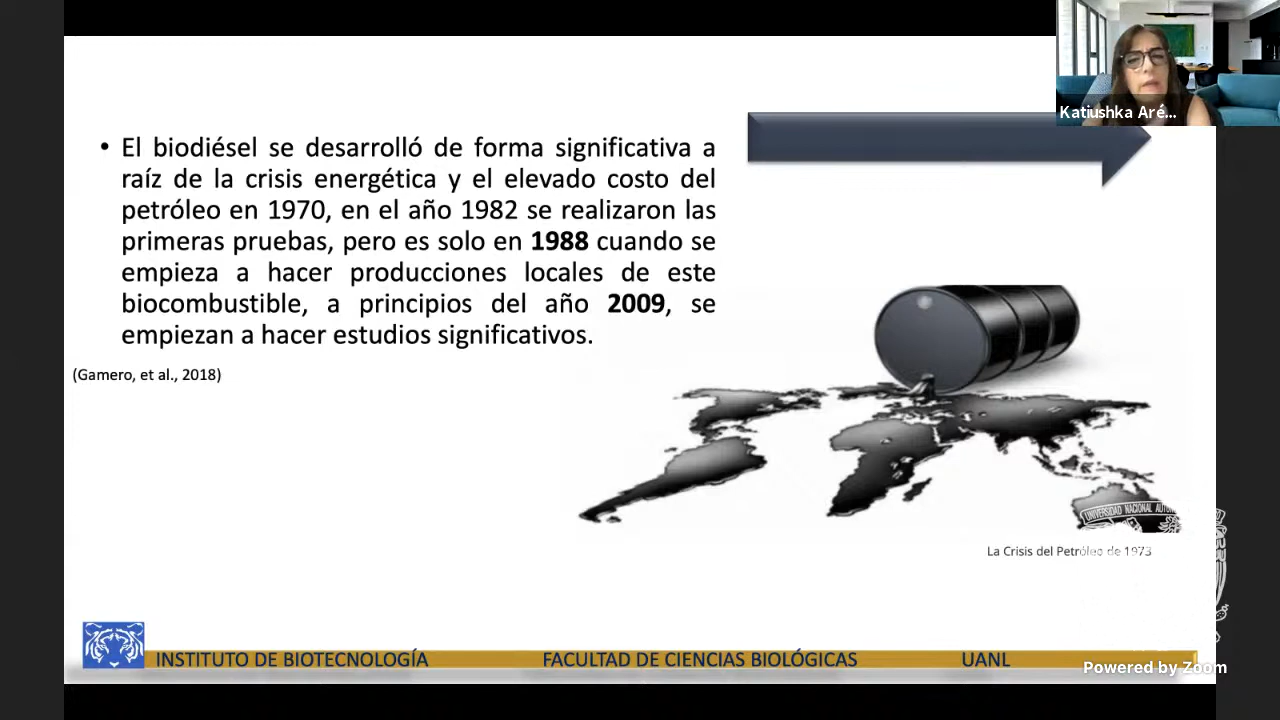 Katiushka Aré...
• El biodiésel se desarrolló de forma significativa a
raíz de la crisis energética y el elevado costo del
petróleo en 1970, en el año 1982 se realizaron las
primeras pruebas, pero es solo en 1988 cuando se
empieza a hacer producciones locales de este
biocombustible, a principios del año 2009, se
empiezan a hacer estudios significativos.
(Gamero, et al., 2018)
UNIVERSIDAD NACIONAL
La Crisis del Petróleo de 1973
INSTITUTO DE BIOTECNOLOGÍA FACULTAD DE CIENCIAS BIOLÓGICAS UANL
Powered by Zoom